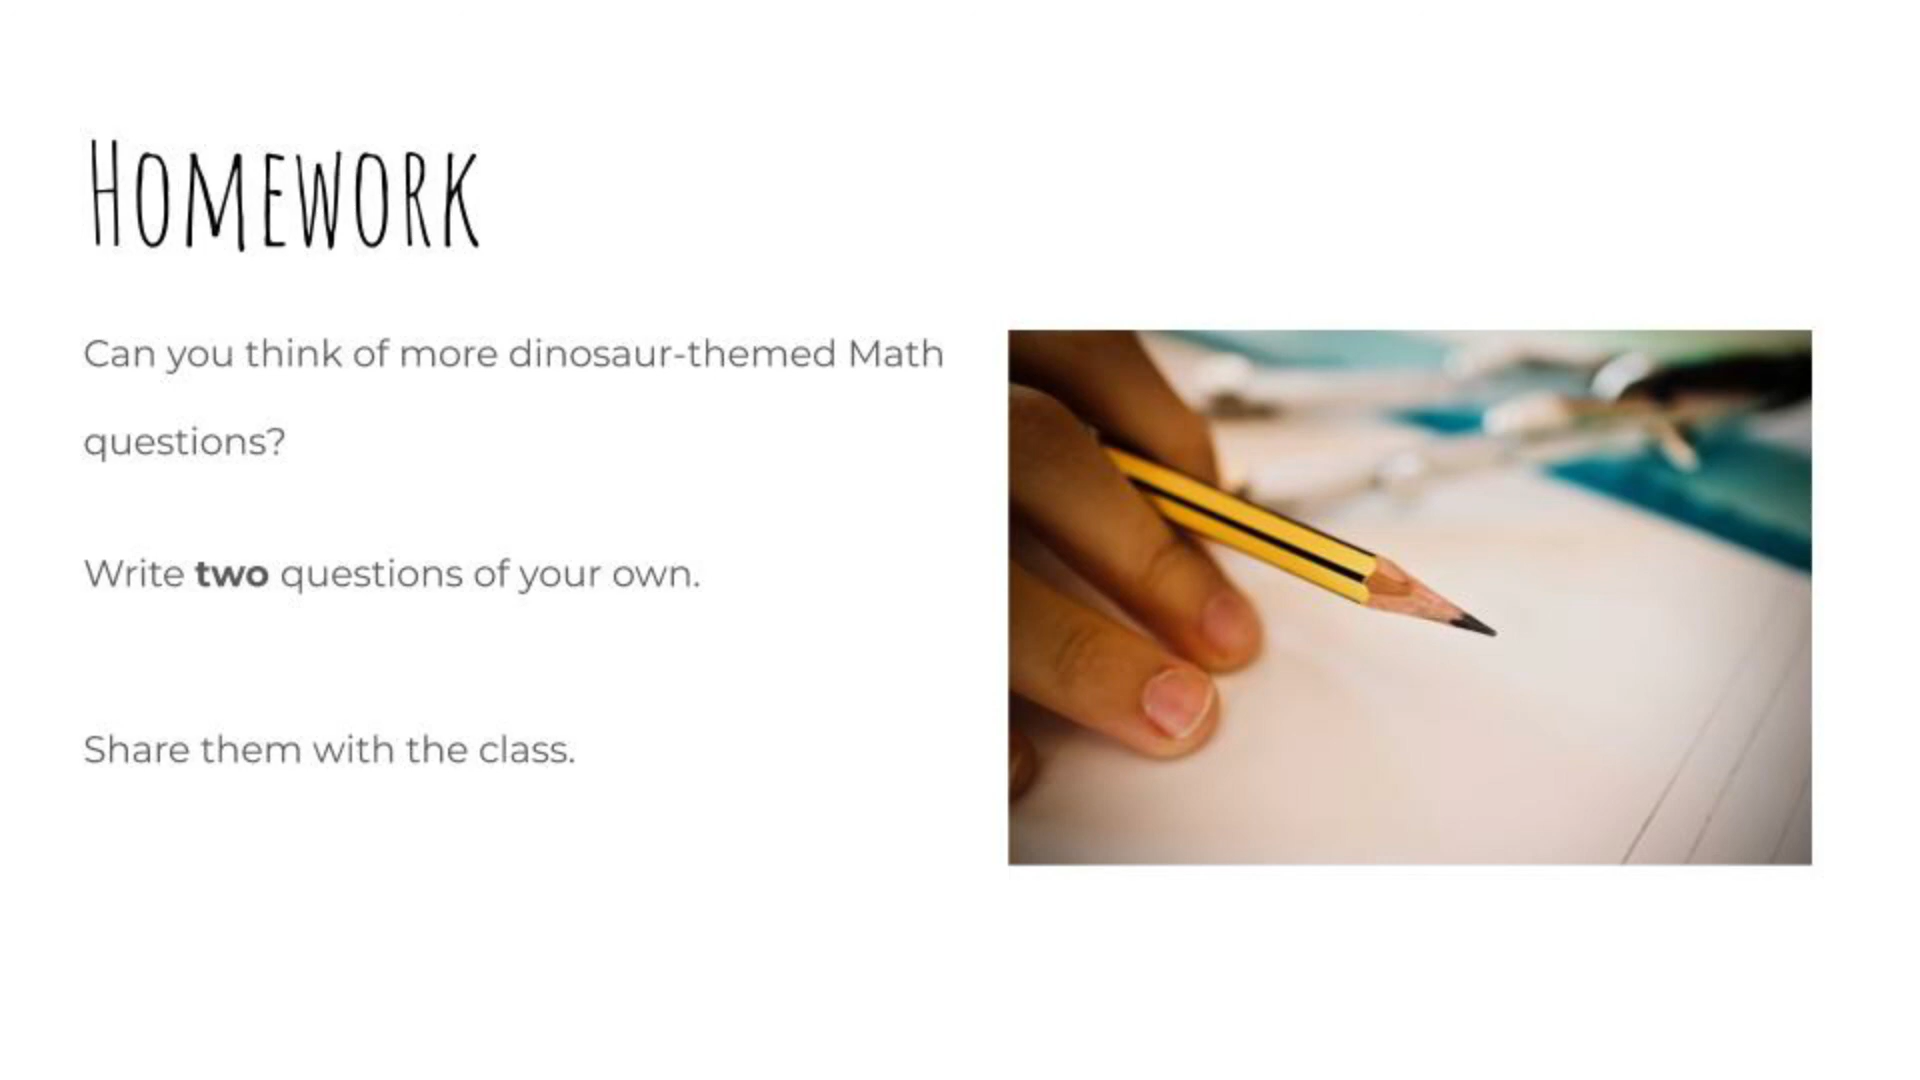 Homework
Can you think of more dinosaur-themed Math
questions?
Write two questions of your own.
Share them with the class.